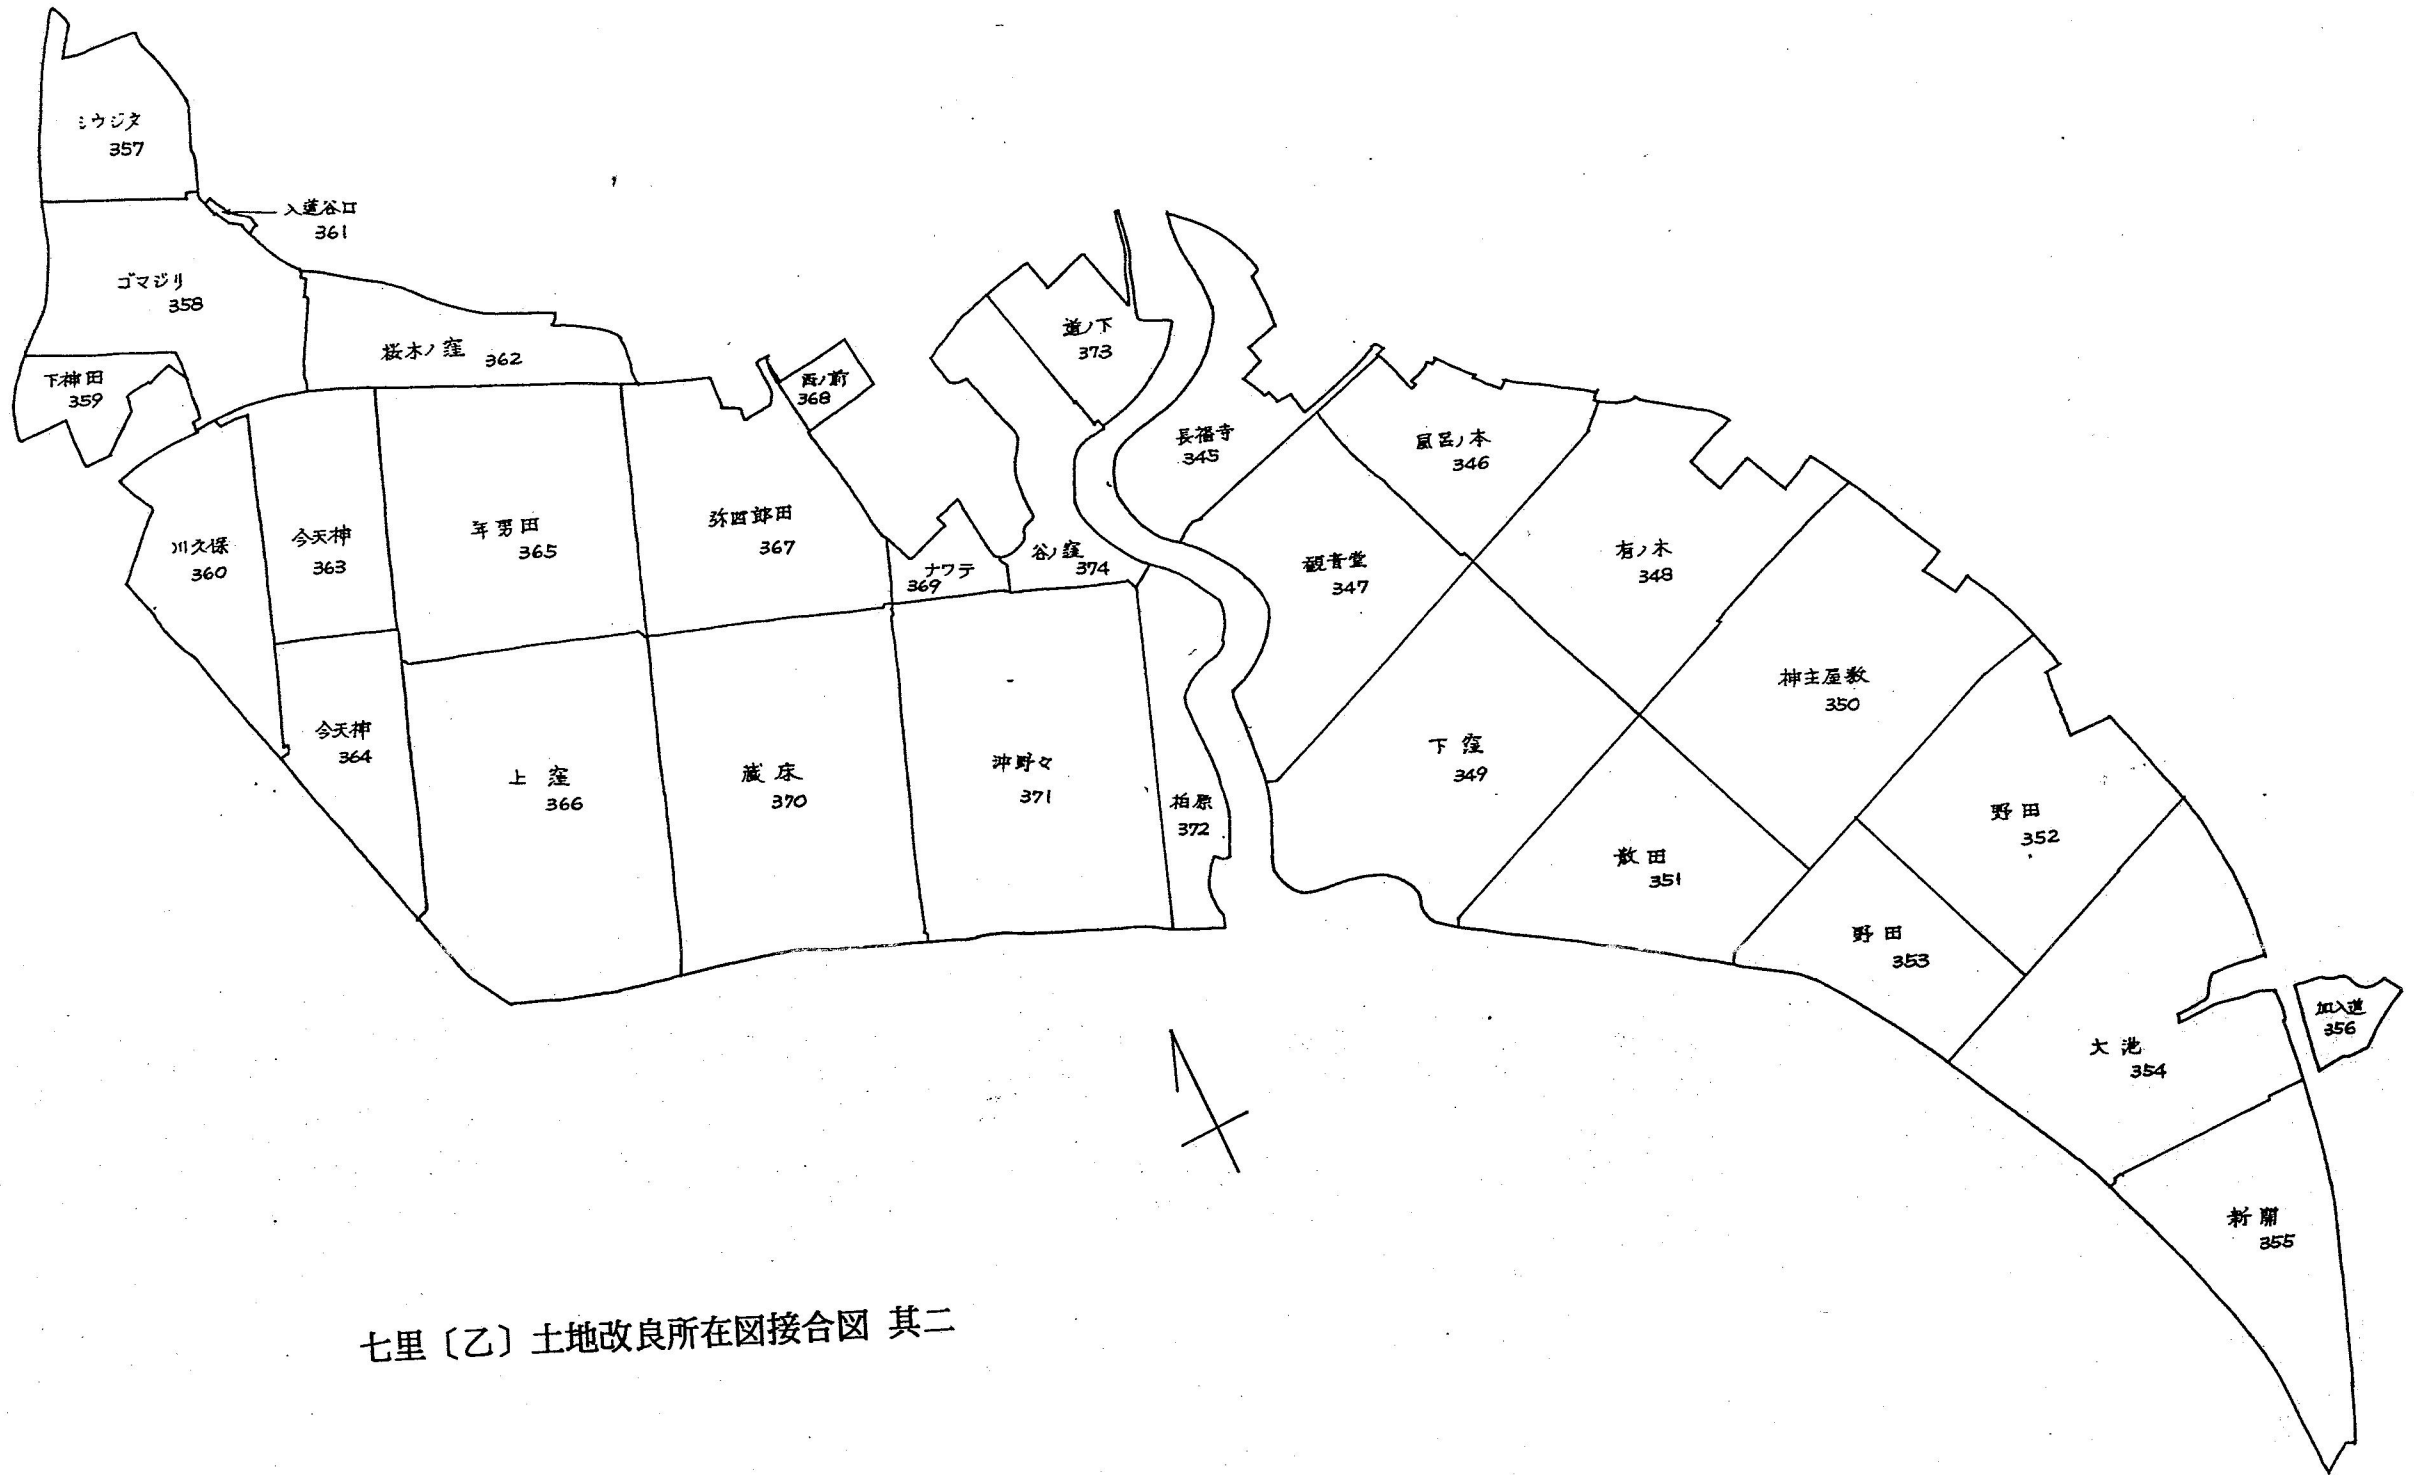 ミウジタ
357
入道谷口
361
ゴマジリ
358
桜木ノ窪 362
下神田
359
西ノ前
368
道ノ下
373
長福寺
345
風呂ノ本
346
川久保
360
今天神
363
年男田
365
弥四郎田
367
ナワテ
369
谷ノ窪
374
観音堂
347
有ノ木
348
神主屋敷
350
今天神
364
上窪
366
蔵床
370
沖野々
371
柏原
372
下窪
349
敷田
351
野田
352
野田
353
大池
354
加入道
356
新開
355
七里〔乙〕土地改良所在図接合図 其二